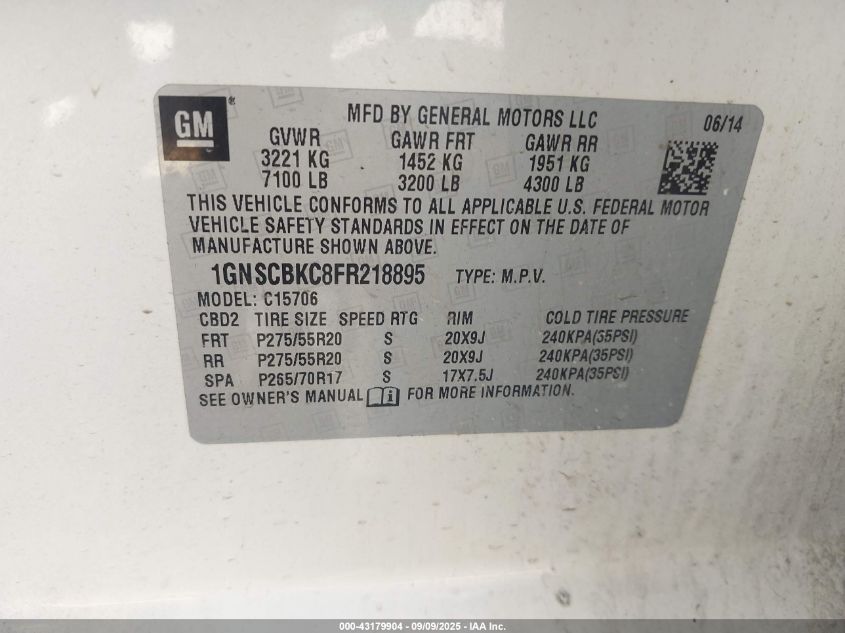 GM ®
MFD BY GENERAL MOTORS LLC 06/14
GVWR GAWR FRT GAWR RR
3221 KG 1452 KG 1951 KG
7100 LB 3200 LB 4300 LB
THIS VEHICLE CONFORMS TO ALL APPLICABLE U.S. FEDERAL MOTOR
VEHICLE SAFETY STANDARDS IN EFFECT ON THE DATE OF
MANUFACTURE SHOWN ABOVE.
1GNSCBKC8FR218895 TYPE: M.P.V.
MODEL: C15706
CBD2 TIRE SIZE SPEED RTG RIM COLD TIRE PRESSURE
FRT P275/55R20 S 20X9J 240KPA(35PSI)
RR P275/55R20 S 20X9J 240KPA(35PSI)
SPA P265/70R17 S 17X7.5J 240KPA(35PSI)
SEE OWNER'S MANUAL i FOR MORE INFORMATION.
000-43179904 - 09/09/2025 - IAA Inc.